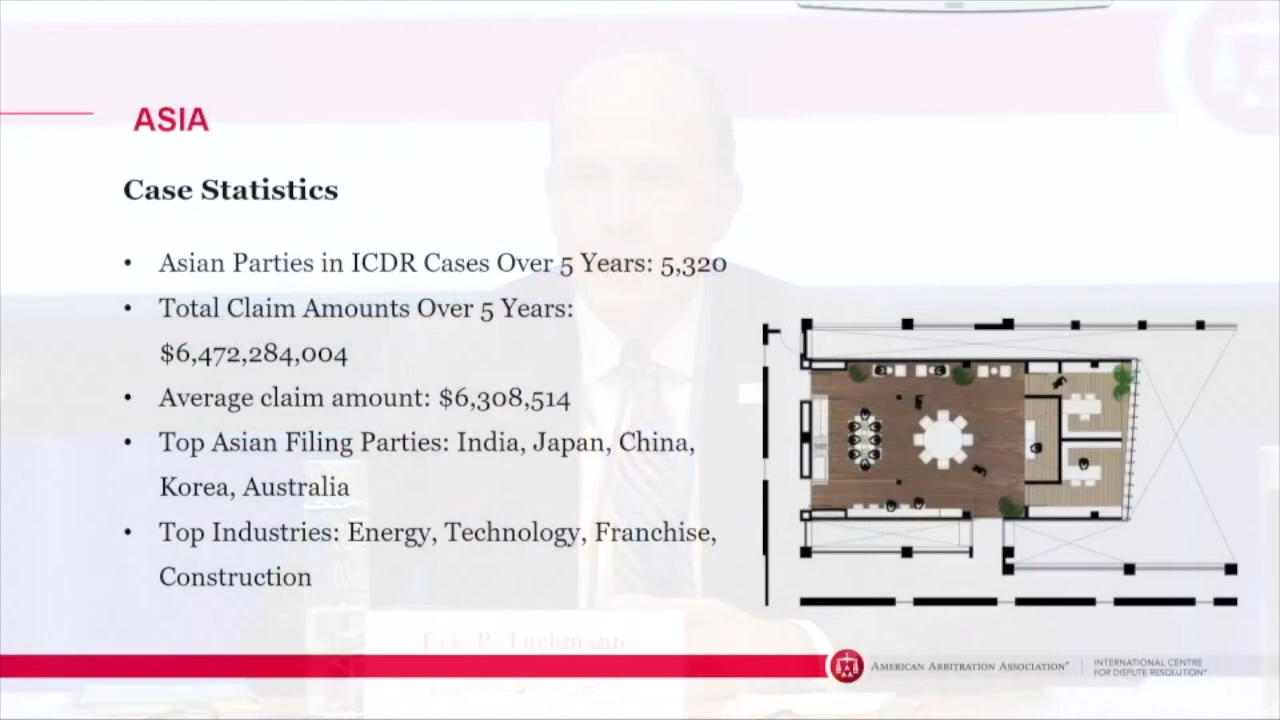 ASIA
Case Statistics
• Asian Parties in ICDR Cases Over 5 Years: 5,320
• Total Claim Amounts Over 5 Years:
$6,472,284,004
• Average claim amount: $6,308,514
• Top Asian Filing Parties: India, Japan, China,
Korea, Australia
• Top Industries: Energy, Technology, Franchise,
Construction
Eric P. Tuchmann
AMERICAN ARBITRATION ASSOCIATION®
INTERNATIONAL CENTRE
FOR DISPUTE RESOLUTION®